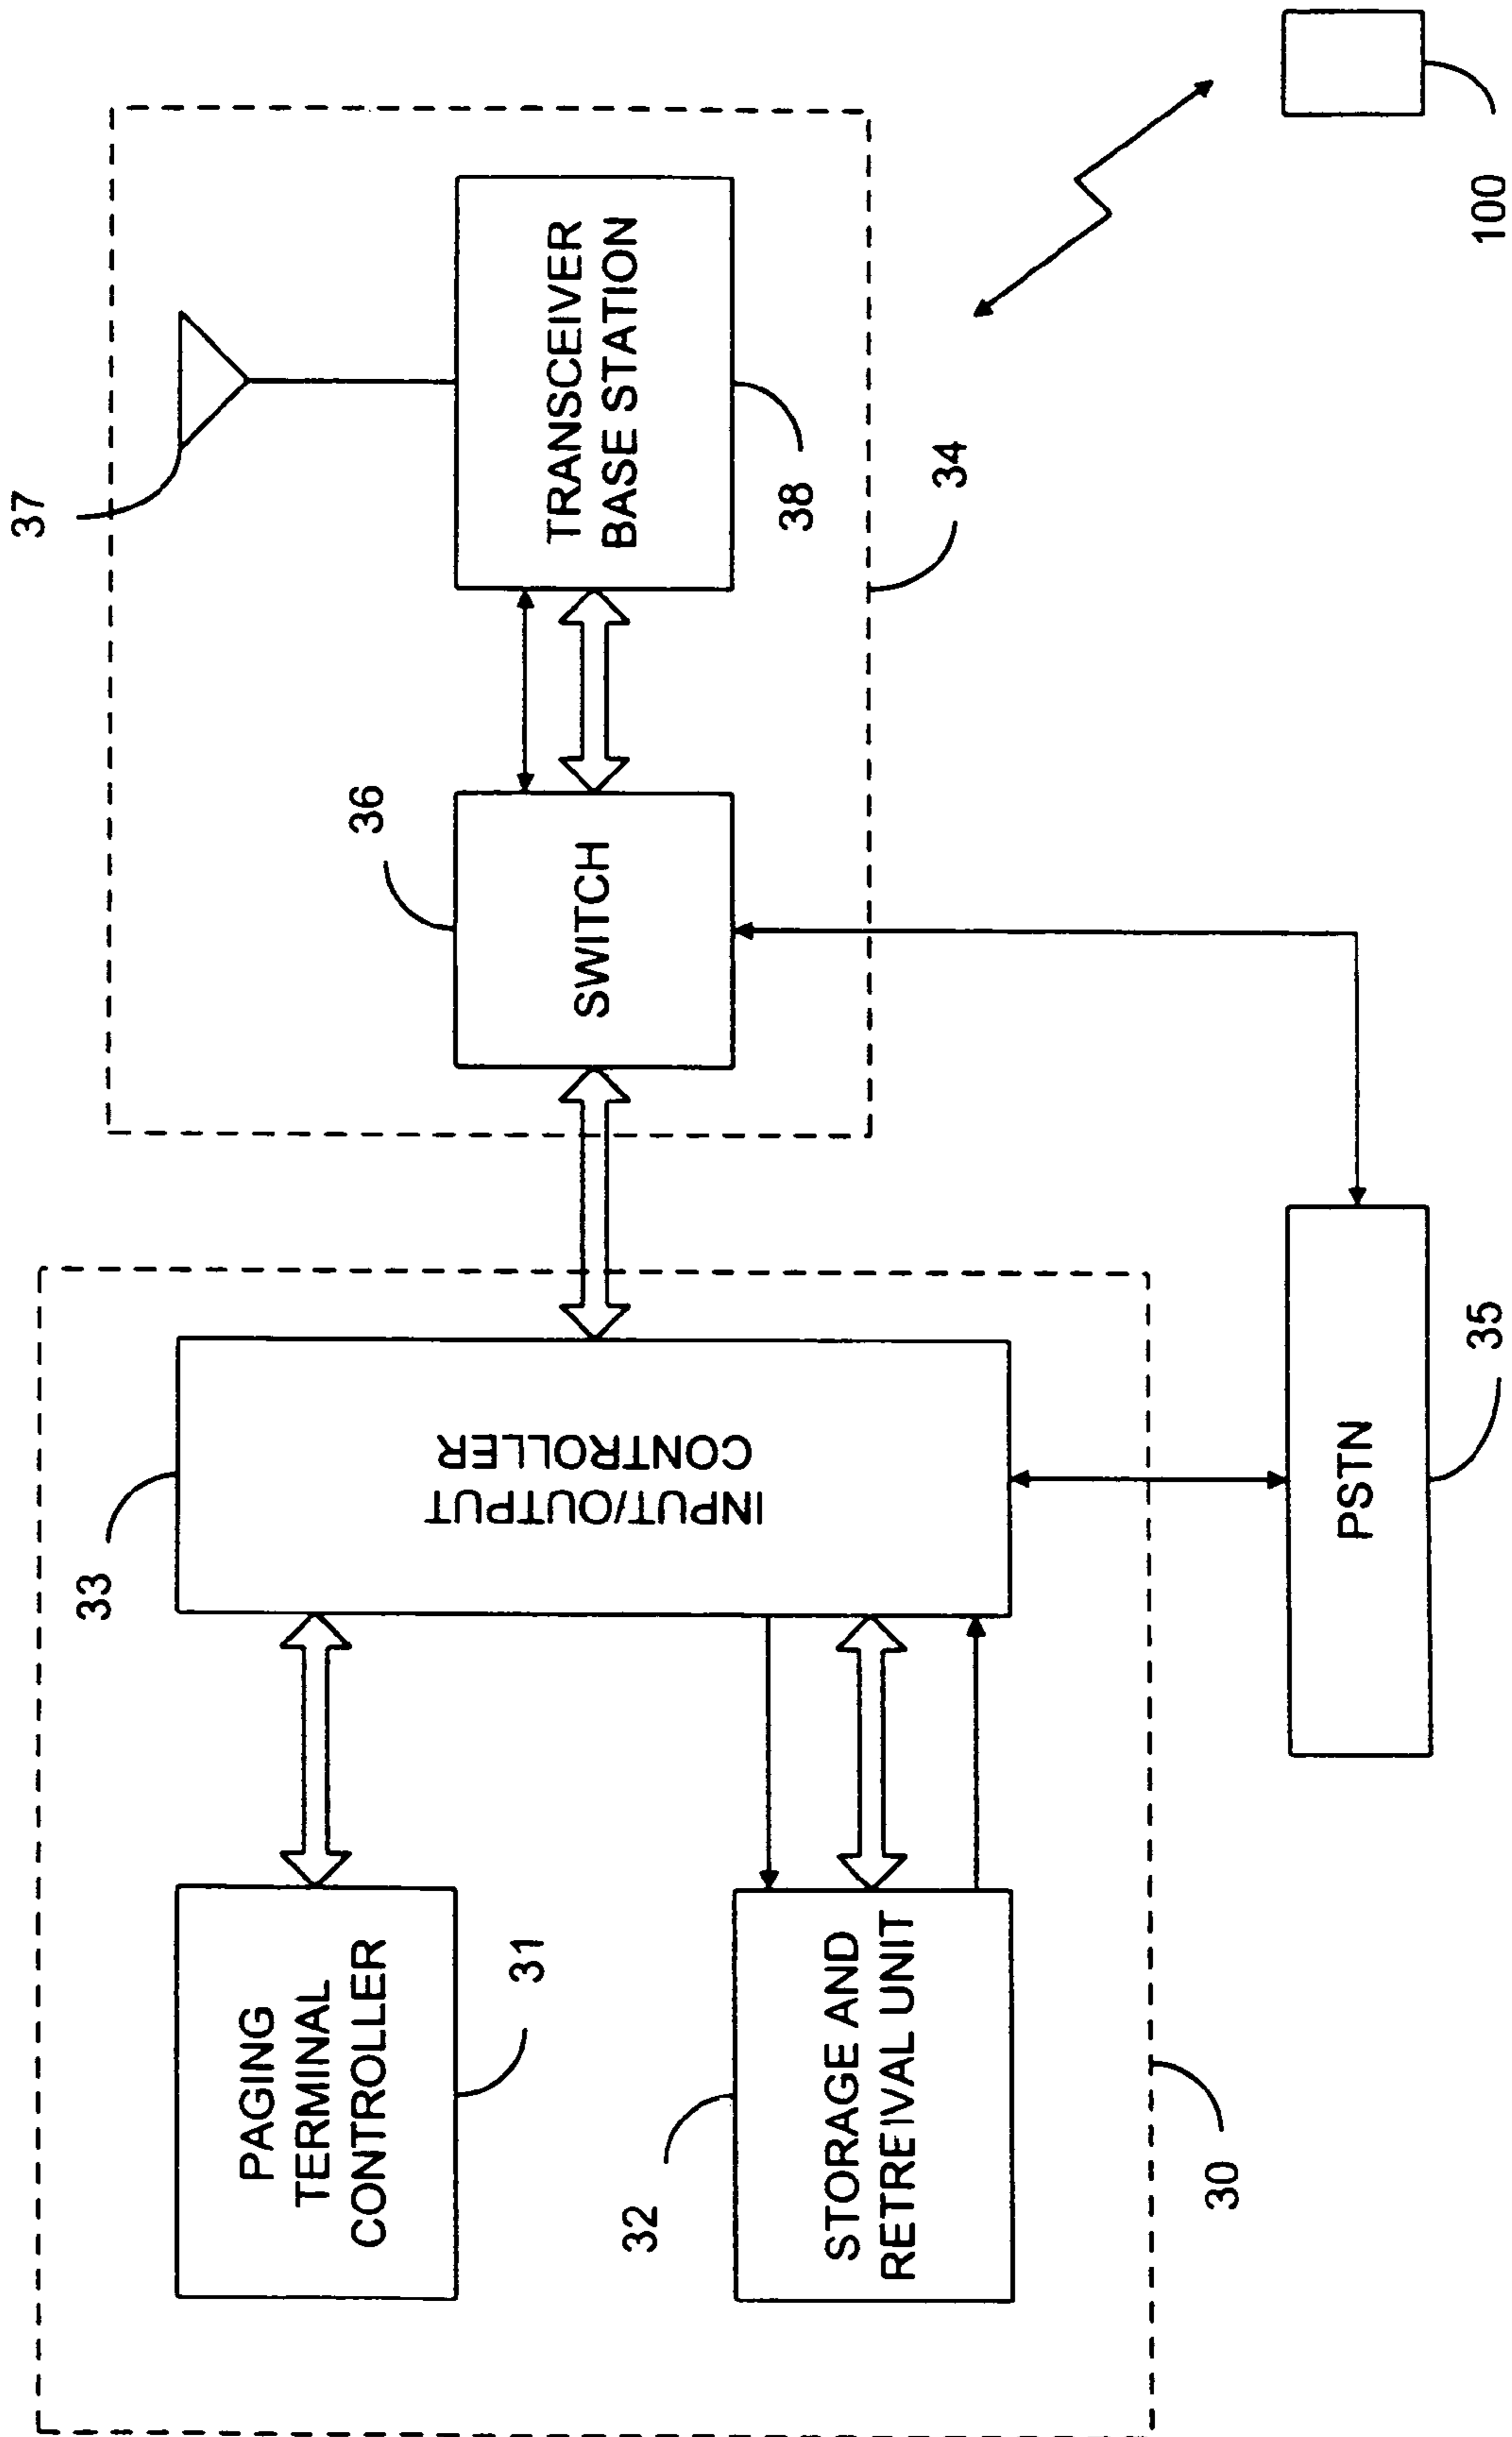 37
TRANSCEIVER
BASE STATION
38
34
100
36
SWITCH
33
INPUT/OUTPUT
CONTROLLER
PSTN
35
PAGING
TERMINAL
CONTROLLER
31
32
STORAGE AND
RETREIVAL UNIT
30